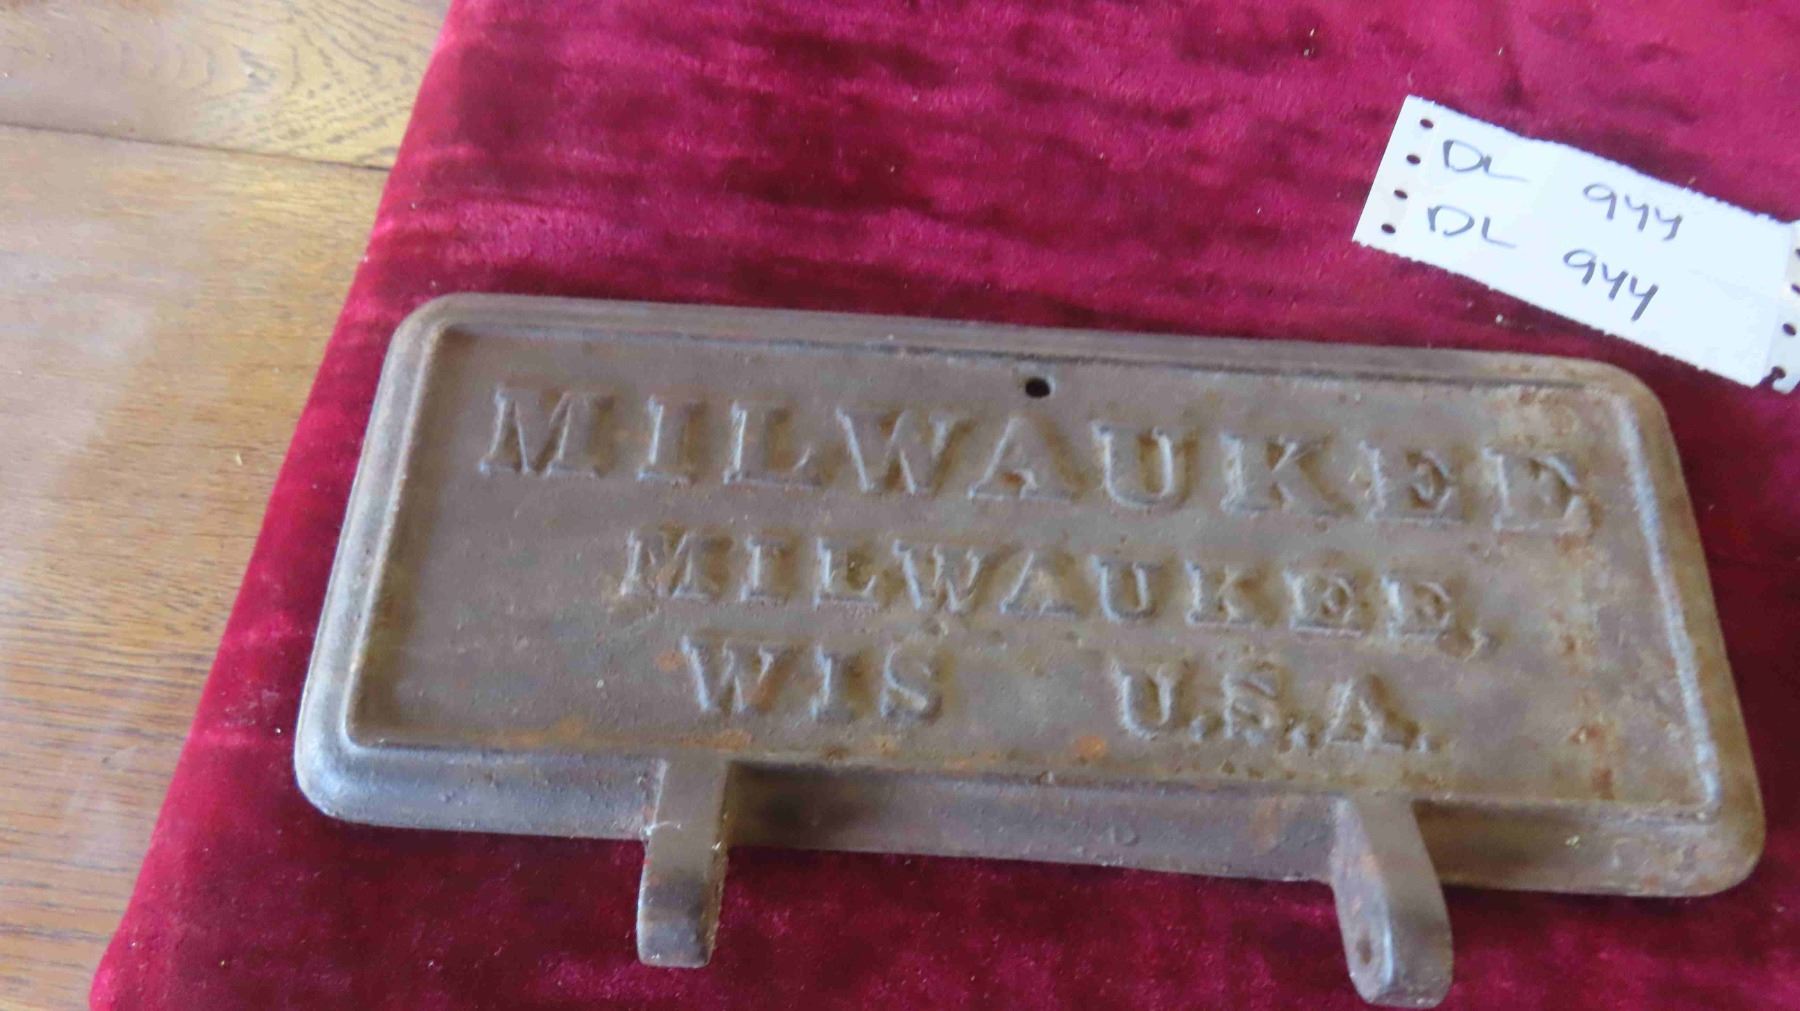 DL 944
DL 944
MILWAUKEE
MILWAUKEE,
WIS U.S.A.